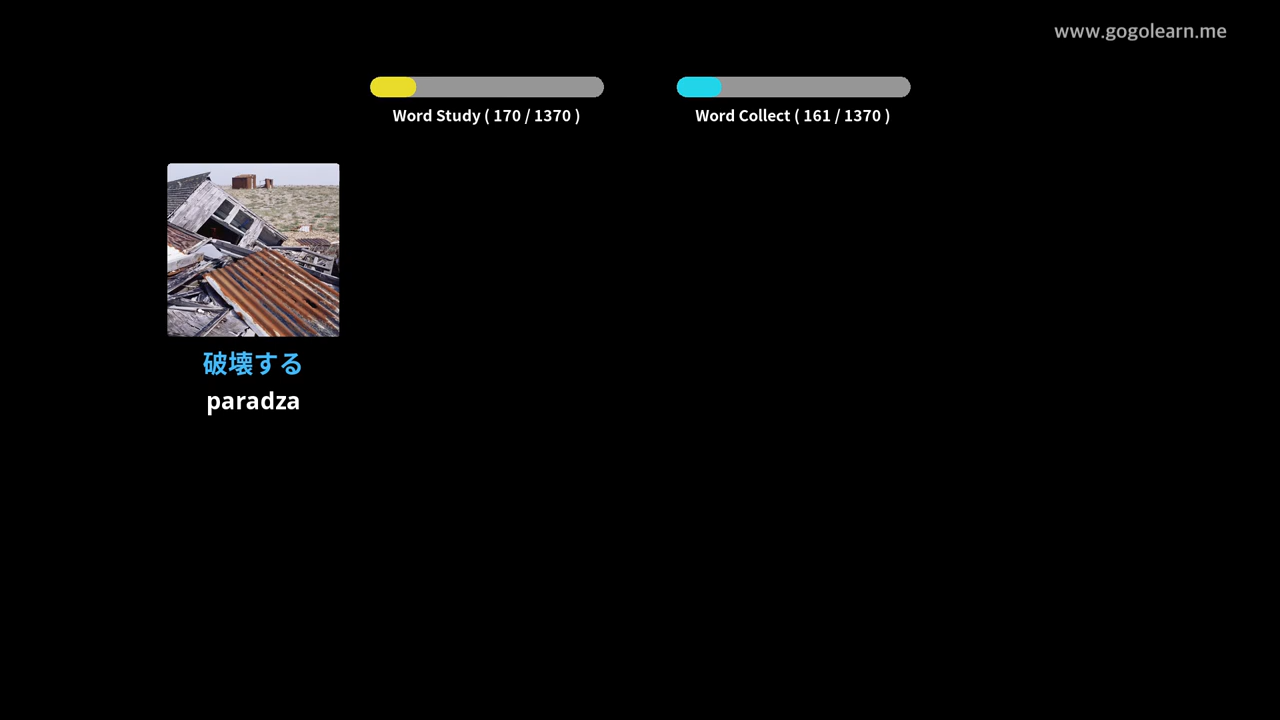 www.gogolearn.me
Word Study ( 170 / 1370 )
Word Collect ( 161 / 1370 )
破壊する
paradza